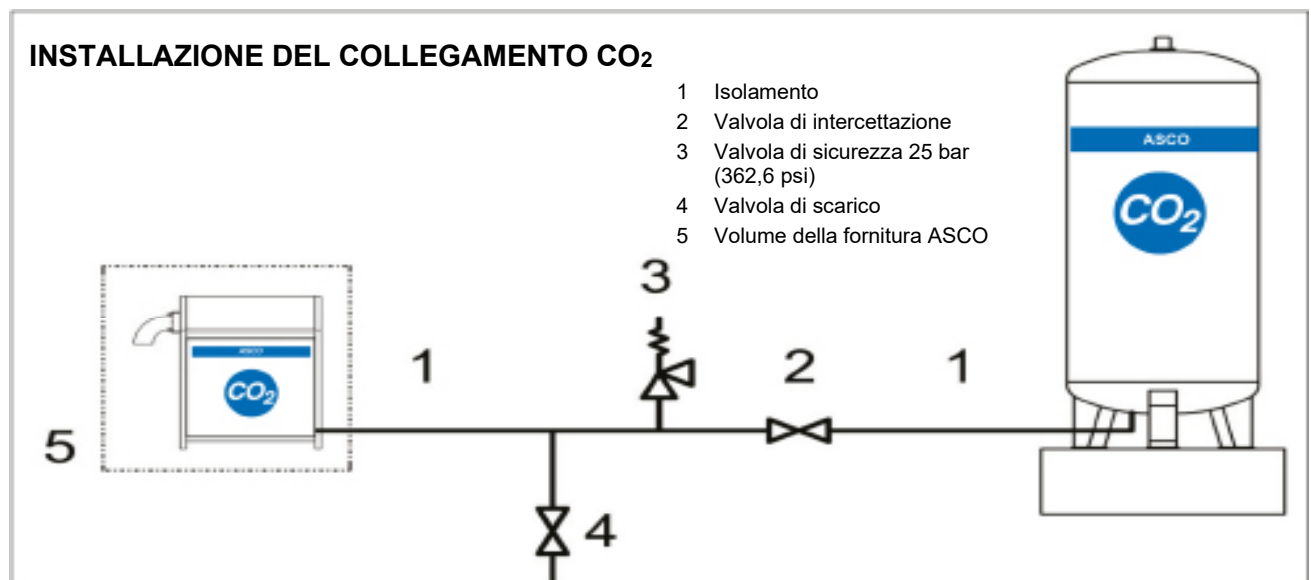 INSTALLAZIONE DEL COLLEGAMENTO CO2
1 Isolamento
2 Valvola di intercettazione
3 Valvola di sicurezza 25 bar
(362,6 psi)
4 Valvola di scarico
5 Volume della fornitura ASCO
ASCO
CO2
3
1
2
1
ASCO
CO2
5
4